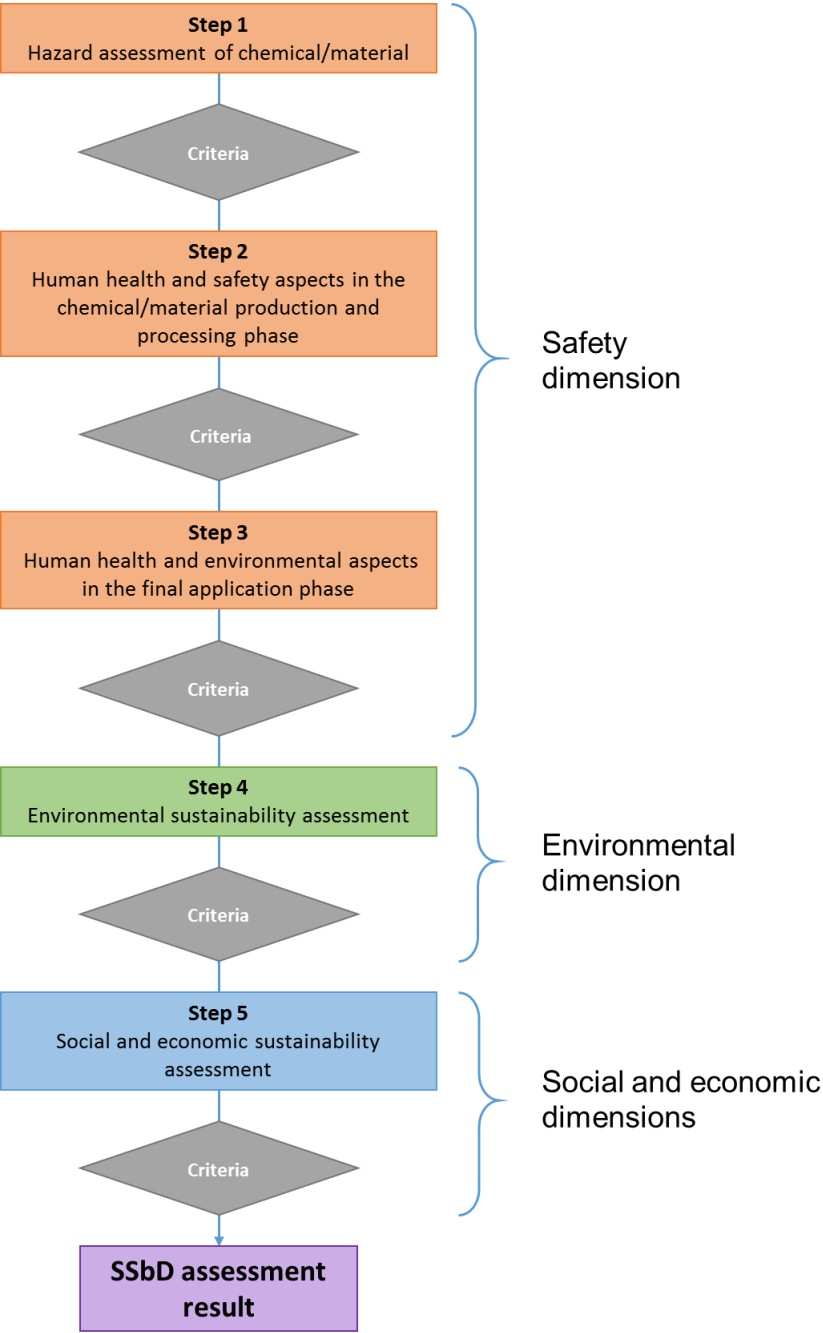 Step 1
Hazard assessment of chemical/material
Criteria
Step 2
Human health and safety aspects in the
chemical/material production and
processing phase
Criteria
Step 3
Human health and environmental aspects
in the final application phase
Criteria
Safety
dimension
Step 4
Environmental sustainability assessment
Criteria
Environmental
dimension
Step 5
Social and economic sustainability
assessment
Criteria
Social and economic
dimensions
SSbD assessment
result